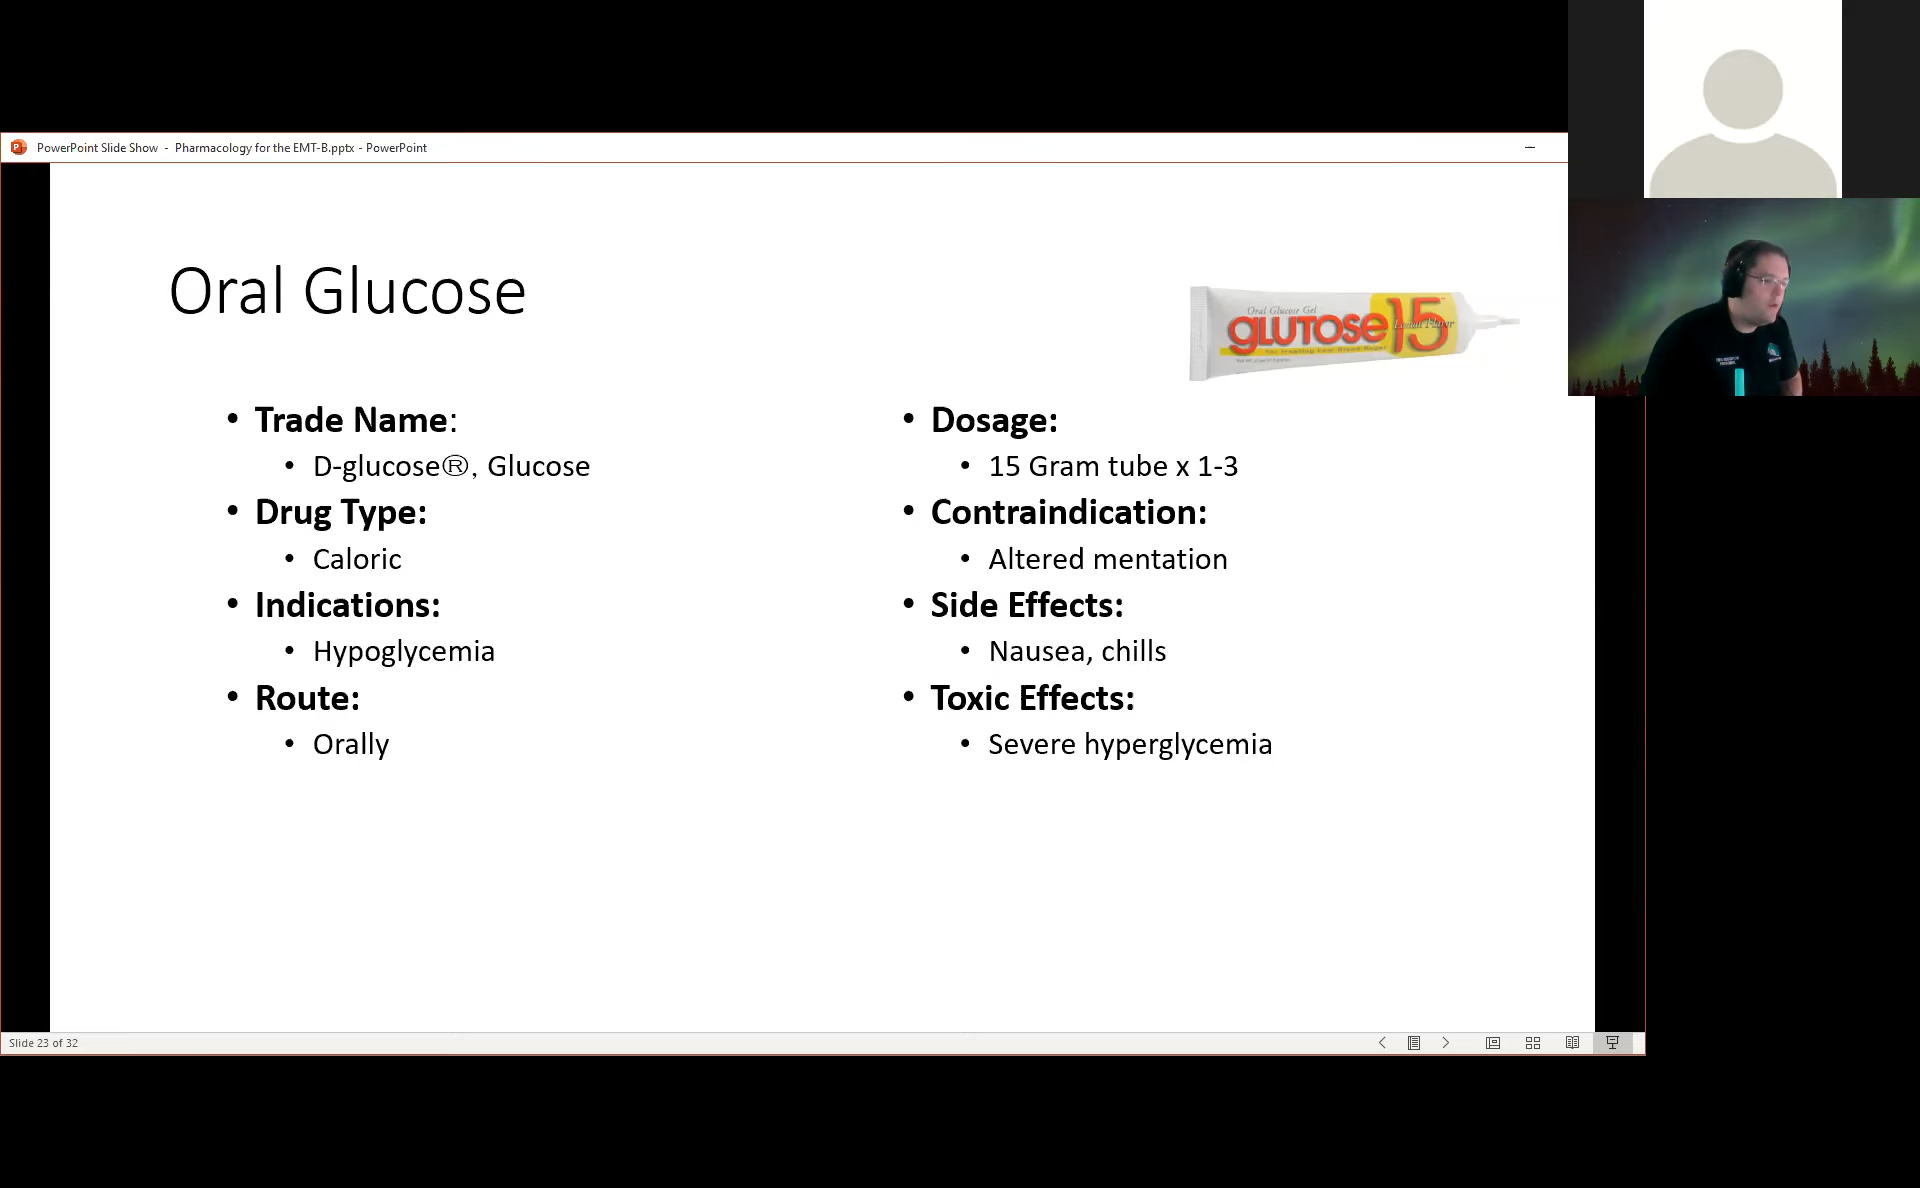 PowerPoint Slide Show - Pharmacology for the EMT-B.pptx - PowerPoint
Oral Glucose
Oral Glucose Gel
GLUTOSE 15™
Lemon Flavor
For treating Low Blood Sugar
• Trade Name:
• D-glucose®, Glucose
• Drug Type:
• Caloric
• Indications:
• Hypoglycemia
• Route:
• Orally
• Dosage:
• 15 Gram tube x 1-3
• Contraindication:
• Altered mentation
• Side Effects:
• Nausea, chills
• Toxic Effects:
• Severe hyperglycemia
Slide 23 of 32